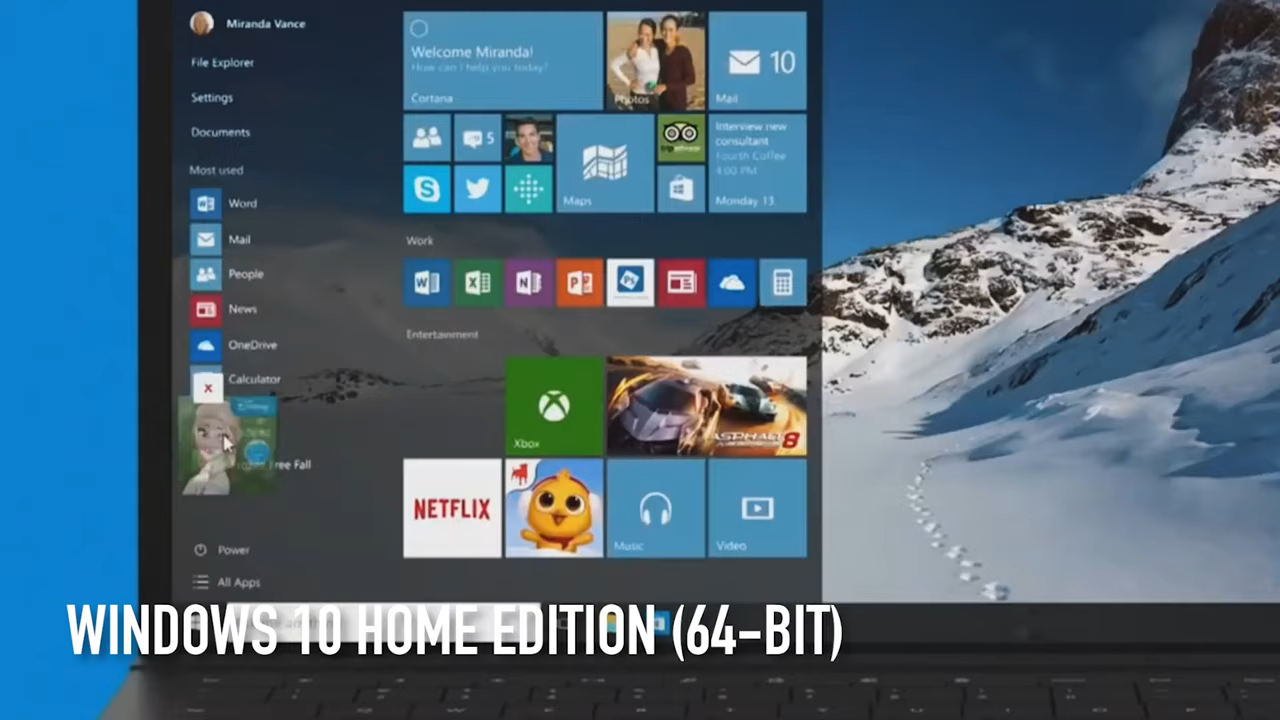 Miranda Vance
File Explorer
Settings
Documents
Most used
Word
Mail
People
News
OneDrive
Calculator
Free Fall
Power
All Apps
Welcome Miranda!
How can I help you today?
Cortana
Photos
10
Mail
5
Maps
Interview new
consultant
Fourth Coffee
4:00 PM
Monday 13
Work
Entertainment
Xbox
ASPHALT 8
NETFLIX
Music
Video
WINDOWS 10 HOME EDITION (64-BIT)